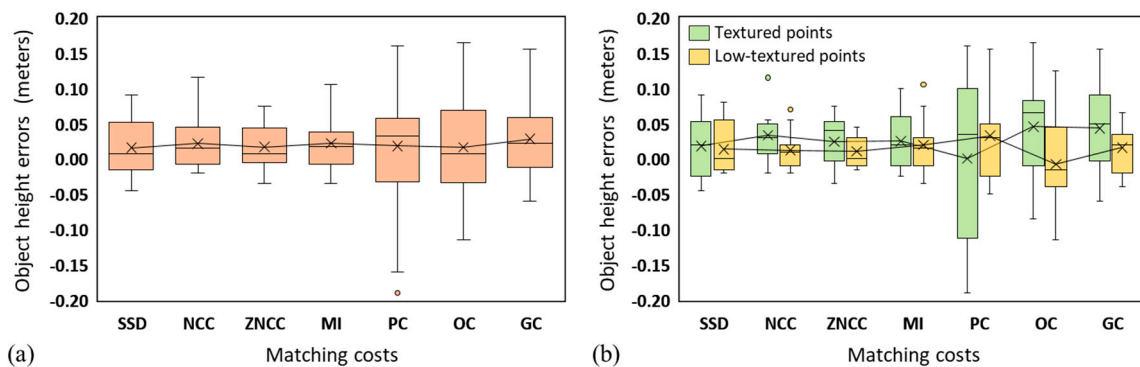 0.20
0.15
0.10
0.05
0.00
-0.05
-0.10
-0.15
-0.20
Object height errors (meters)
SSD NCC ZNCC MI PC OC GC
(a) Matching costs
0.20
0.15
0.10
0.05
0.00
-0.05
-0.10
-0.15
-0.20
Object height errors (meters)
Textured points
Low-textured points
SSD NCC ZNCC MI PC OC GC
(b) Matching costs